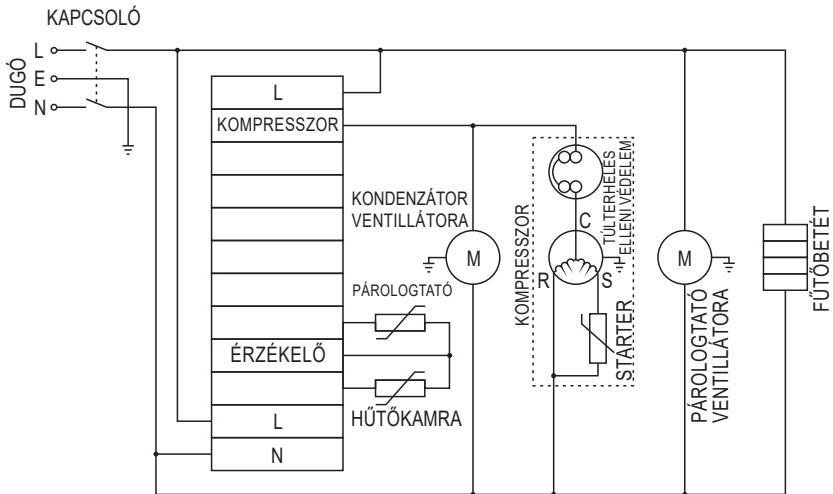 KAPCSOLÓ
DUGÓ
L
E
N
L
KOMPRESSZOR
ÉRZÉKELŐ
L
N
KONDENZÁTOR
VENTILLÁTORA
M
PÁROLOGTATÓ
HŰTŐKAMRA
KOMPRESSZOR
TÚLTERHELÉS
ELLENI VÉDELEM
C
R
S
STARTER
M
PÁROLOGTATÓ
VENTILLÁTORA
FŰTŐBETÉT